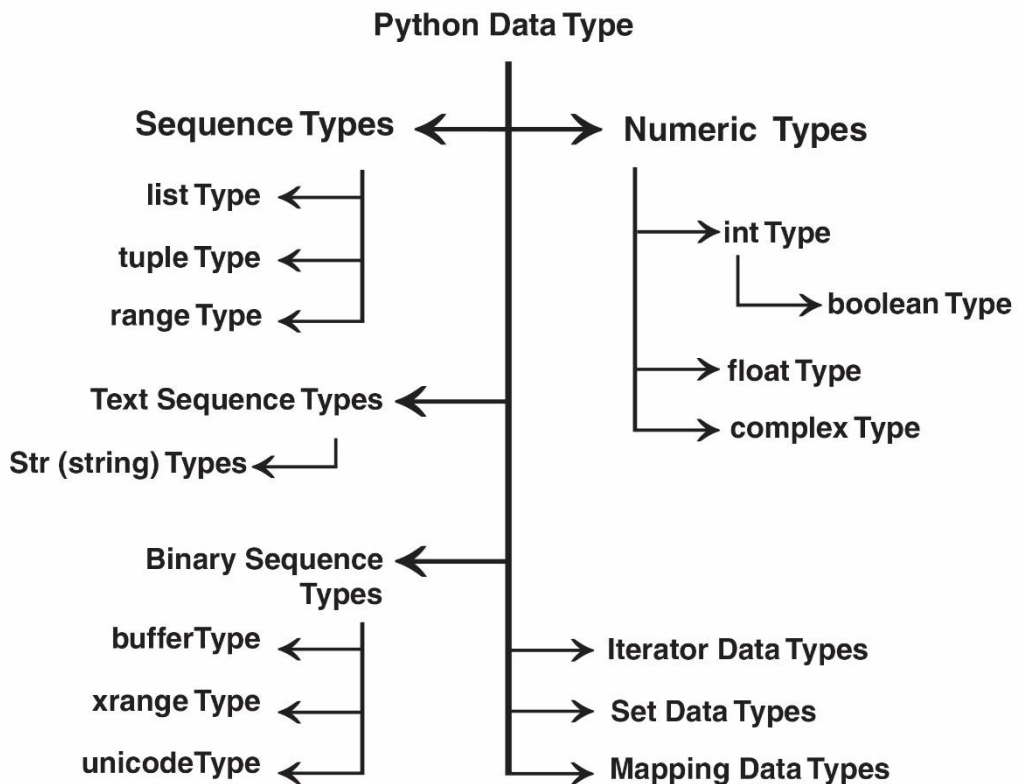 Python Data Type
Sequence Types
list Type
tuple Type
range Type
Text Sequence Types
Str (string) Types
Binary Sequence
Types
bufferType
xrange Type
unicodeType
Numeric Types
int Type
boolean Type
float Type
complex Type
Iterator Data Types
Set Data Types
Mapping Data Types